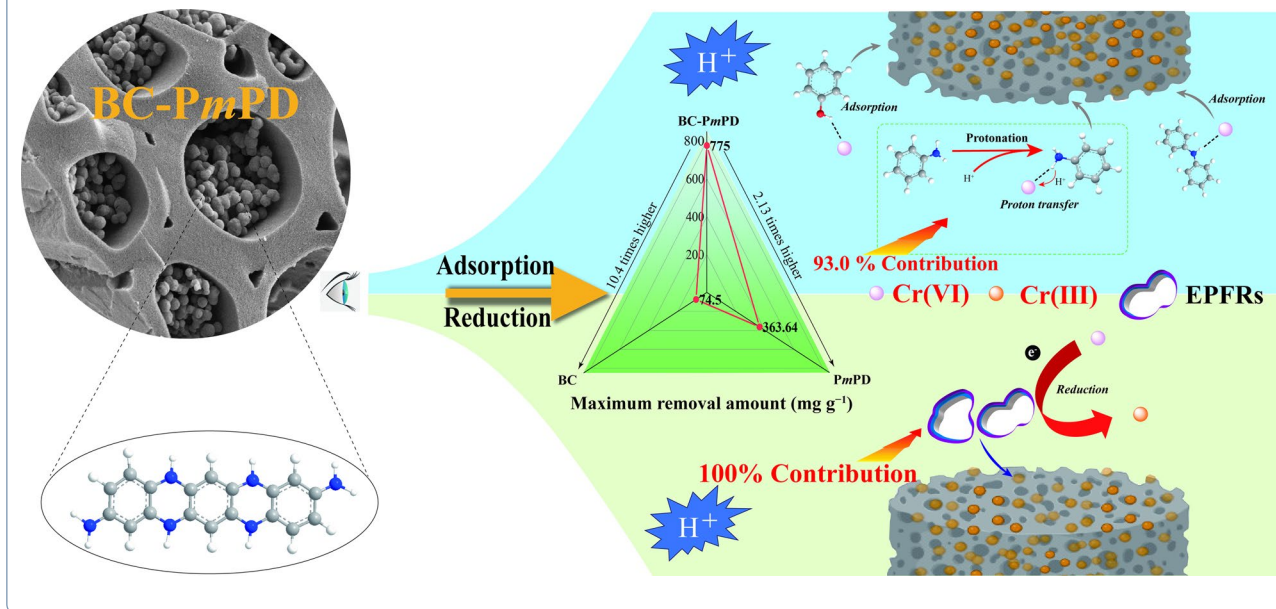 BC-PmPD
H+
Adsorption
Reduction
BC-PmPD
800
775
600
400
200
10.4 times higher
2.13 times higher
74.5
363.64
BC
PmPD
Maximum removal amount (mg g⁻¹)
Adsorption
Protonation
H+
H+
Proton transfer
Adsorption
93.0 % Contribution
Cr(VI)
Cr(III)
EPFRs
e-
Reduction
100% Contribution
H+